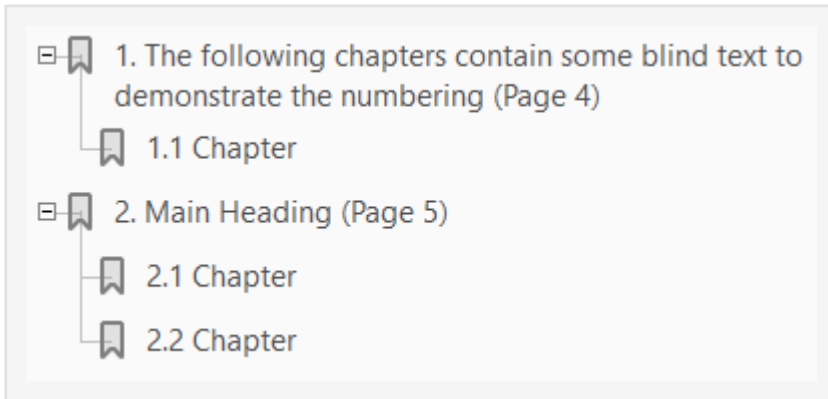 1. The following chapters contain some blind text to
demonstrate the numbering (Page 4)
1.1 Chapter
2. Main Heading (Page 5)
2.1 Chapter
2.2 Chapter